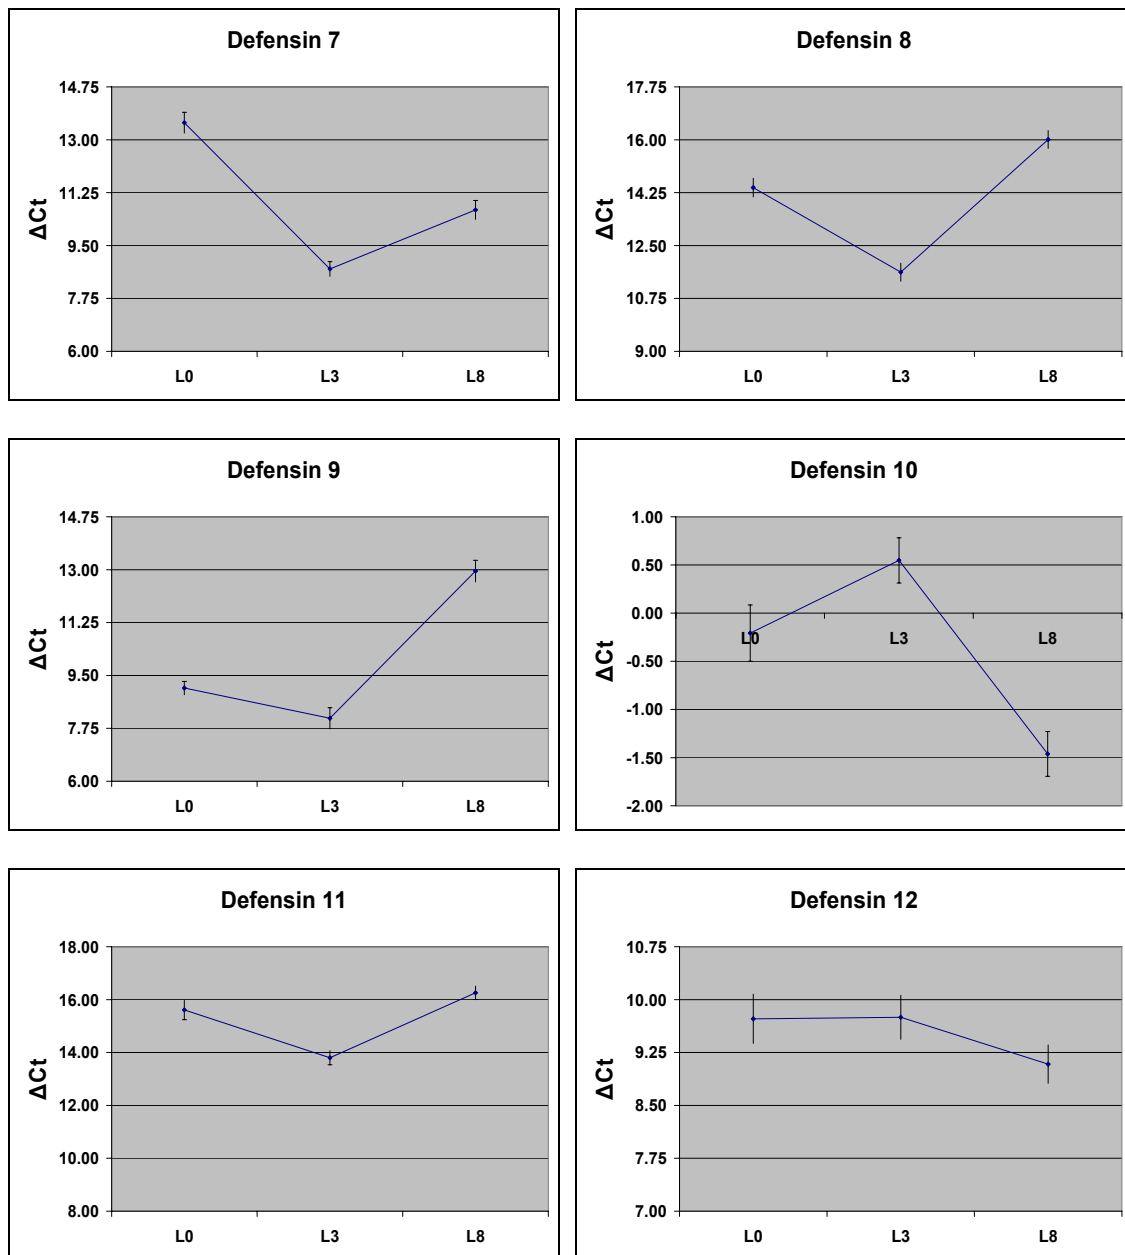 Defensin 7
14.75
13.00
11.25
9.50
7.75
6.00
ΔCt
L0 L3 L8
Defensin 8
17.75
16.00
14.25
12.50
10.75
9.00
ΔCt
L0 L3 L8
Defensin 9
14.75
13.00
11.25
9.50
7.75
6.00
ΔCt
L0 L3 L8
Defensin 10
1.00
0.50
0.00
-0.50
-1.00
-1.50
-2.00
ΔCt
L0 L3 L8
Defensin 11
18.00
16.00
14.00
12.00
10.00
8.00
ΔCt
L0 L3 L8
Defensin 12
10.75
10.00
9.25
8.50
7.75
7.00
ΔCt
L0 L3 L8